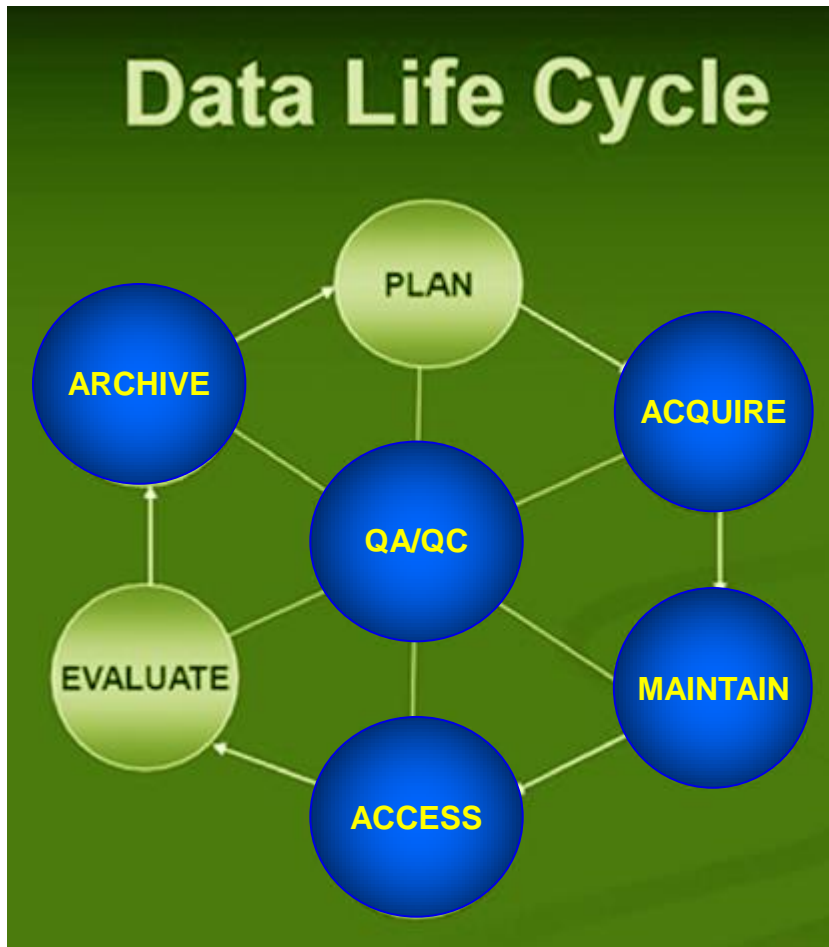 Data Life Cycle
PLAN
ARCHIVE
ACQUIRE
QA/QC
EVALUATE
MAINTAIN
ACCESS